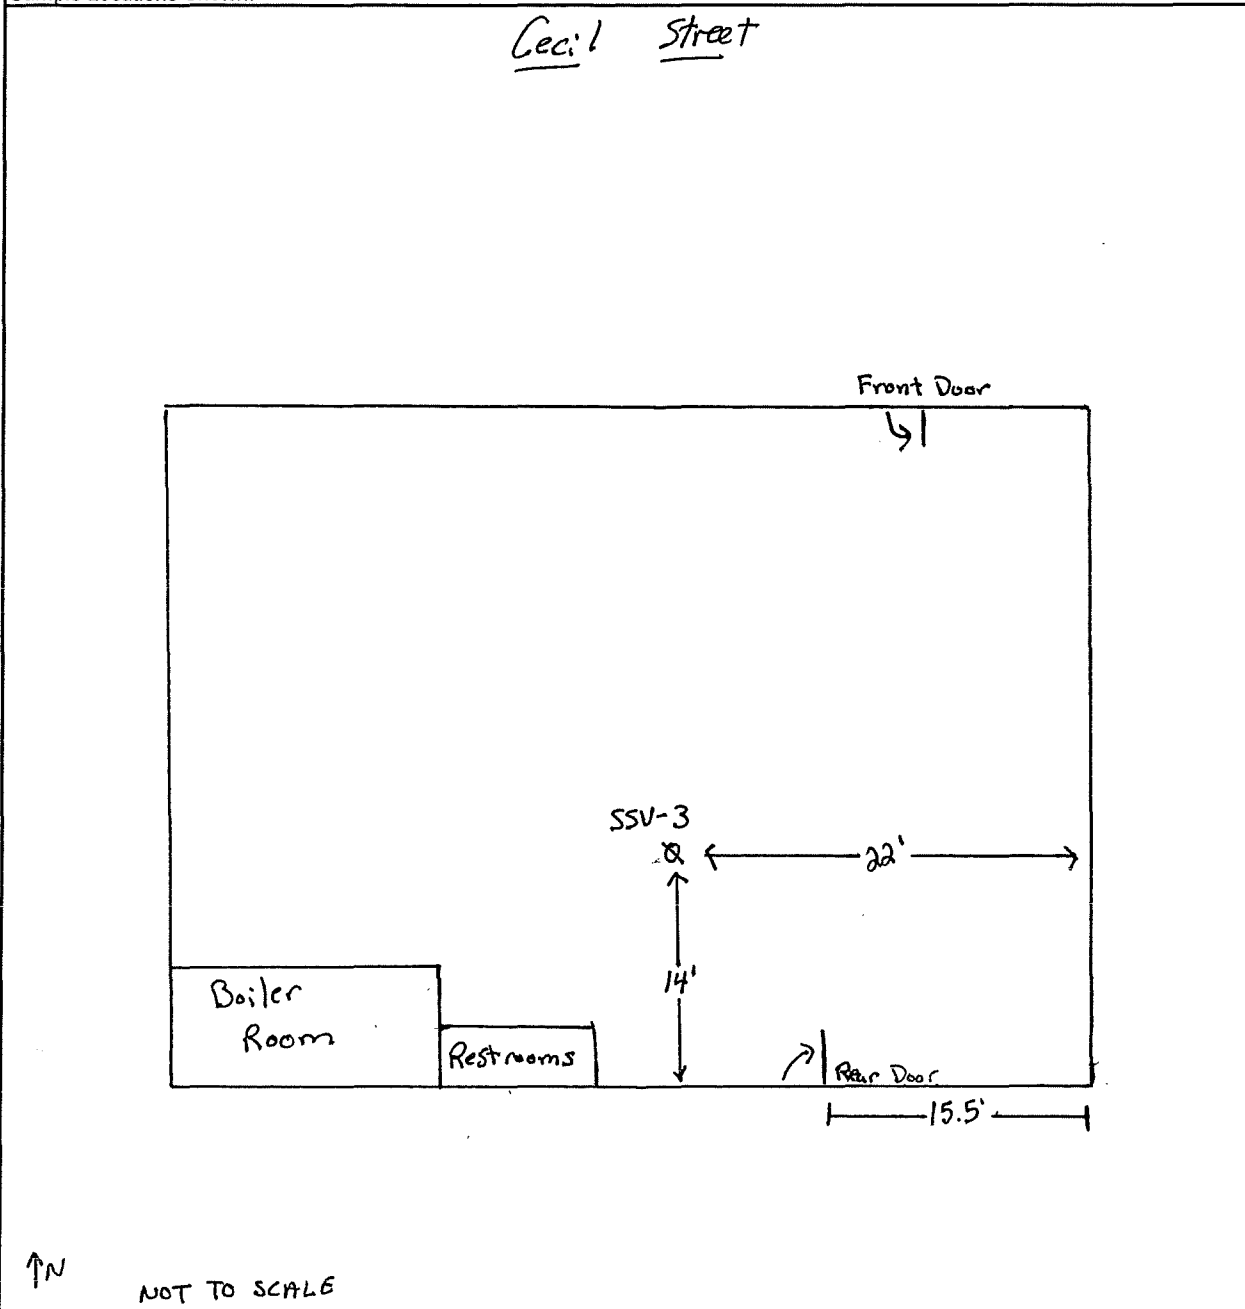 Cecil Street
Front Door
SSV-3
22'
14'
Boiler
Room
Restrooms
Rear Door
15.5'
↑N
NOT TO SCALE